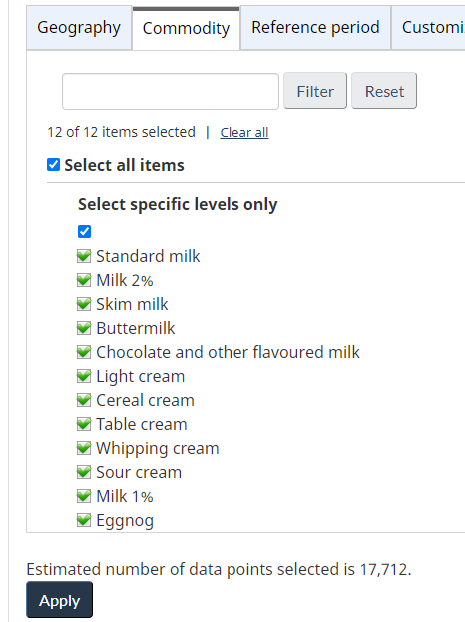 Geography Commodity Reference period Customi
Filter Reset
12 of 12 items selected | Clear all
Select all items
Select specific levels only
Standard milk
Milk 2%
Skim milk
Buttermilk
Chocolate and other flavoured milk
Light cream
Cereal cream
Table cream
Whipping cream
Sour cream
Milk 1%
Eggnog
Estimated number of data points selected is 17,712.
Apply